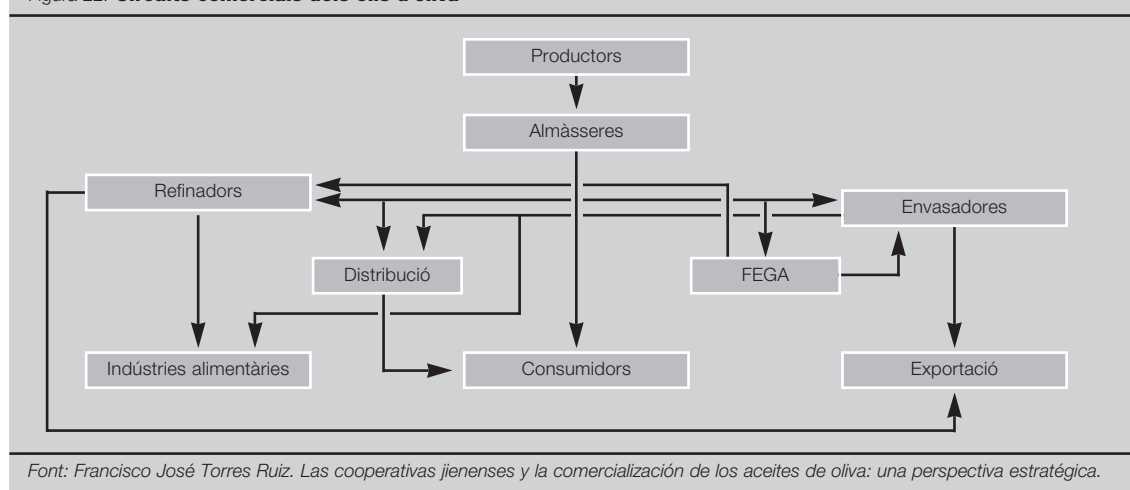 Productors
Almàsseres
Refinadors
Envasadores
Distribució
FEGA
Indústries alimentàries
Consumidors
Exportació
Font: Francisco José Torres Ruiz. Las cooperativas jienenses y la comercialización de los aceites de oliva: una perspectiva estratégica.